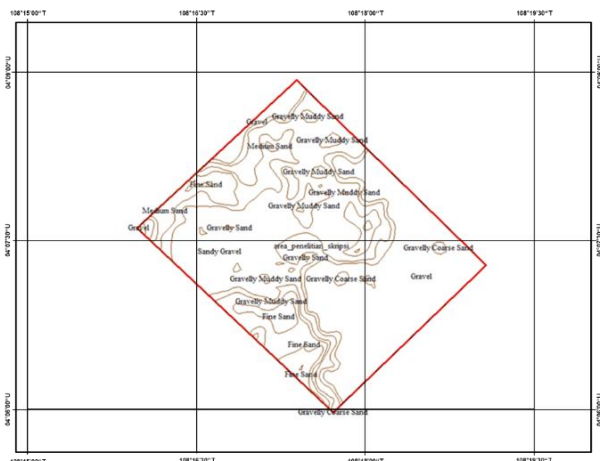 108°15'00"T 108°16'30"T 108°18'00"T 108°19'30"T
Gravelly Muddy Sand
Gravel
Gravelly Muddy Sand
Medium Sand
Gravelly Muddy Sand
Fine Sand
Gravelly Muddy Sand
Gravelly Muddy Sand
Medium Sand
Gravel
Gravelly Sand
area_penelitian_skripsi
Gravelly Coarse Sand
Sandy Gravel
Gravelly Sand
Gravel
Gravelly Muddy Sand
Gravelly Coarse Sand
Gravelly Muddy Sand
Fine Sand
Fine Sand
Fine Sand
Gravelly Coarse Sand